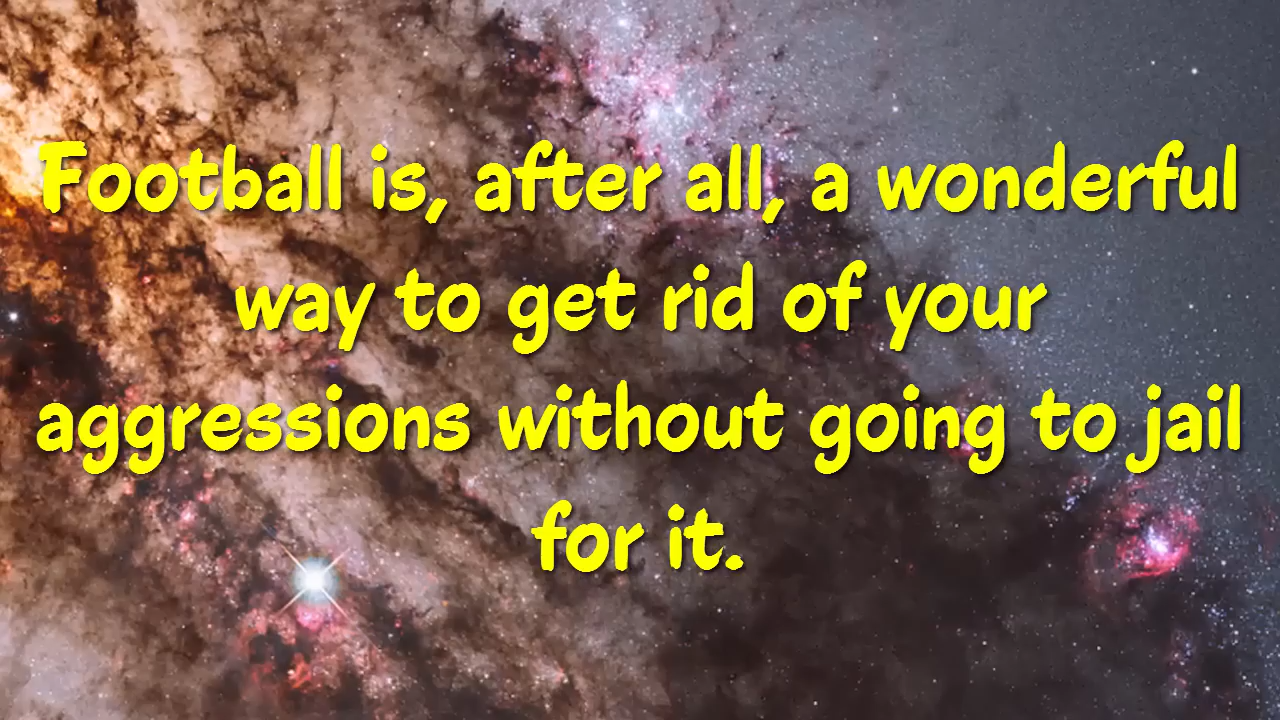 Football is, after all, a wonderful
way to get rid of your
aggressions without going to jail
for it.